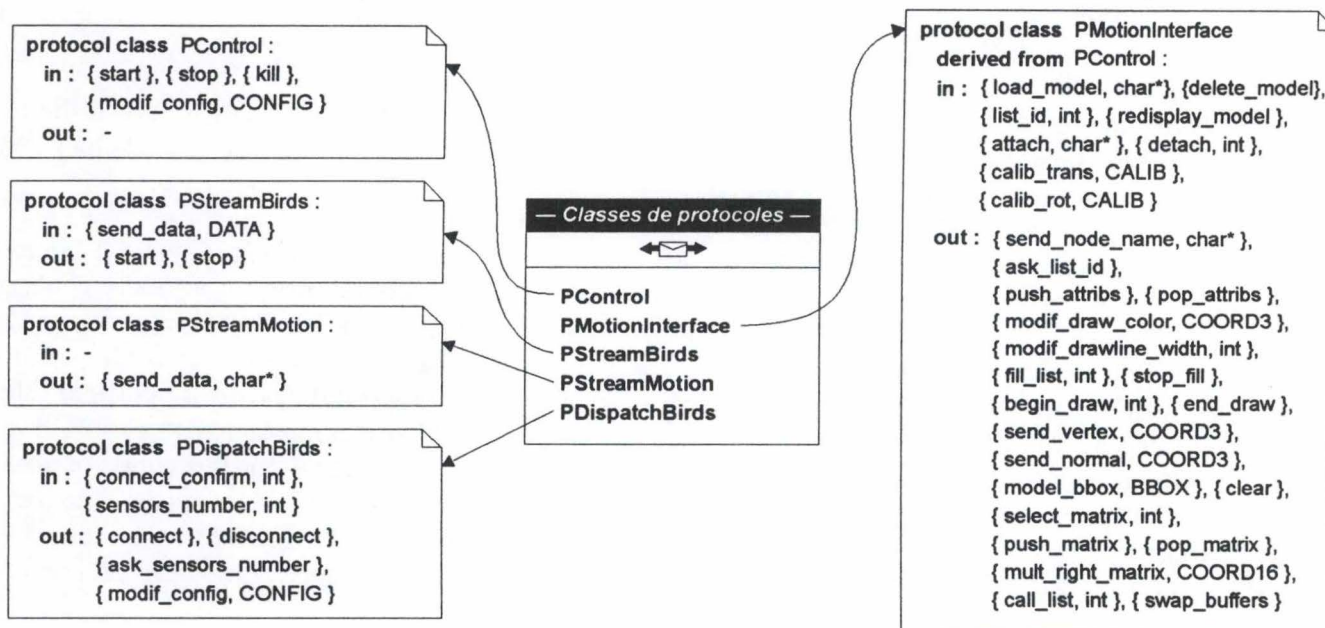 protocol class PControl :
in : { start }, { stop }, { kill },
{ modif_config, CONFIG }
out : -
protocol class PStreamBirds :
in : { send_data, DATA }
out : { start }, { stop }
protocol class PStreamMotion :
in : -
out : { send_data, char* }
protocol class PDispatchBirds :
in : { connect_confirm, int },
{ sensors_number, int }
out : { connect }, { disconnect },
{ ask_sensors_number },
{ modif_config, CONFIG }
— Classes de protocoles —
PControl
PMotionInterface
PStreamBirds
PStreamMotion
PDispatchBirds
protocol class PMotionInterface
derived from PControl :
in : { load_model, char*}, {delete_model},
{ list_id, int }, { redisplay_model },
{ attach, char* }, { detach, int },
{ calib_trans, CALIB },
{ calib_rot, CALIB }
out : { send_node_name, char* },
{ ask_list_id },
{ push_attribs }, { pop_attribs },
{ modif_draw_color, COORD3 },
{ modif_drawline_width, int },
{ fill_list, int }, { stop_fill },
{ begin_draw, int }, { end_draw },
{ send_vertex, COORD3 },
{ send_normal, COORD3 },
{ model_bbox, BBOX }, { clear },
{ select_matrix, int },
{ push_matrix }, { pop_matrix },
{ mult_right_matrix, COORD16 },
{ call_list, int }, { swap_buffers }